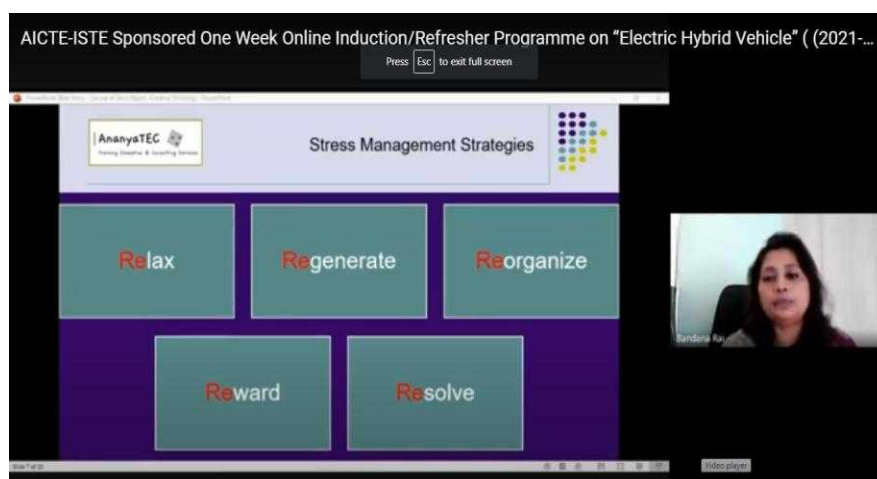 AICTE-ISTE Sponsored One Week Online Induction/Refresher Programme on “Electric Hybrid Vehicle” ( (2021-...
Press Esc to exit full screen
AnanyaTEC
Stress Management Strategies
Relax
Regenerate
Reorganize
Reward
Resolve
Bandana Rai
Video player